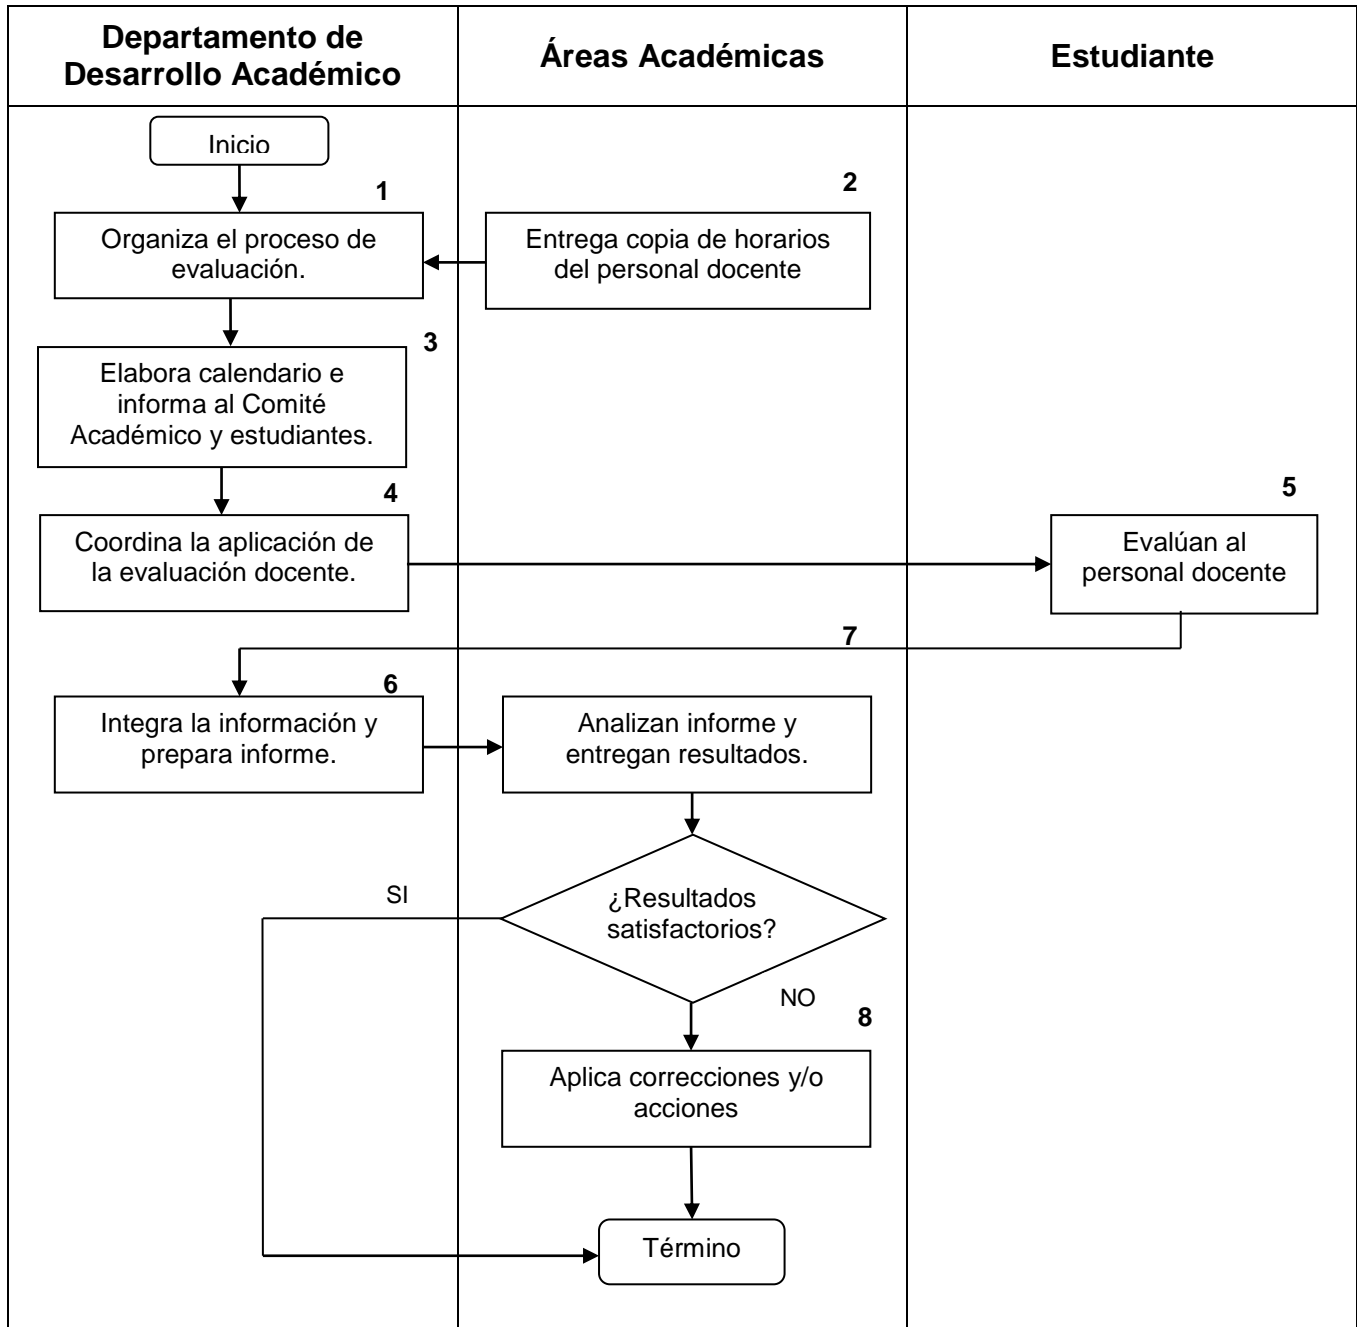 Departamento de
Desarrollo Académico
Áreas Académicas
Estudiante
Inicio
1
2
Organiza el proceso de
evaluación.
Entrega copia de horarios
del personal docente
3
Elabora calendario e
informa al Comité
Académico y estudiantes.
4
5
Coordina la aplicación de
la evaluación docente.
Evalúan al
personal docente
7
6
Integra la información y
prepara informe.
Analizan informe y
entregan resultados.
SI
¿Resultados
satisfactorios?
NO
8
Aplica correcciones y/o
acciones
Término